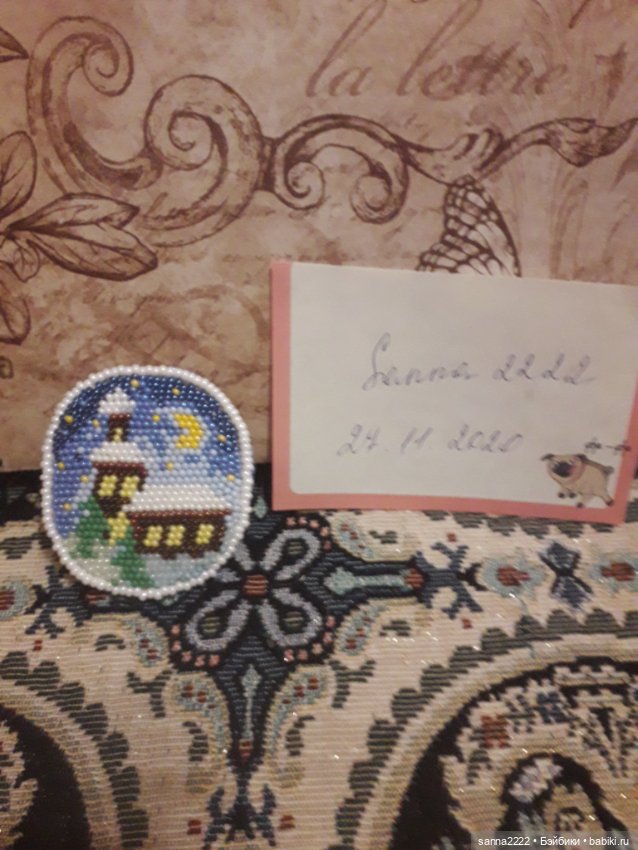 la lettre
Sanna 2222
27.11.2020
sanna2222 • Бэйбики • babiki.ru